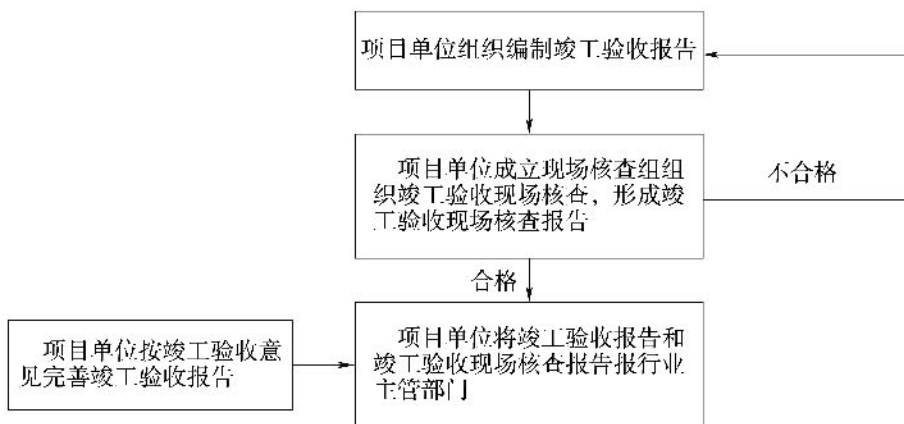 项目单位组织编制竣工验收报告
项目单位成立现场核查组组
织竣工验收现场核查，形成竣
工验收现场核查报告
不合格
合格
项目单位按竣工验收意
见完善竣工验收报告
项目单位将竣工验收报告和
竣工验收现场核查报告报行业
主管部门